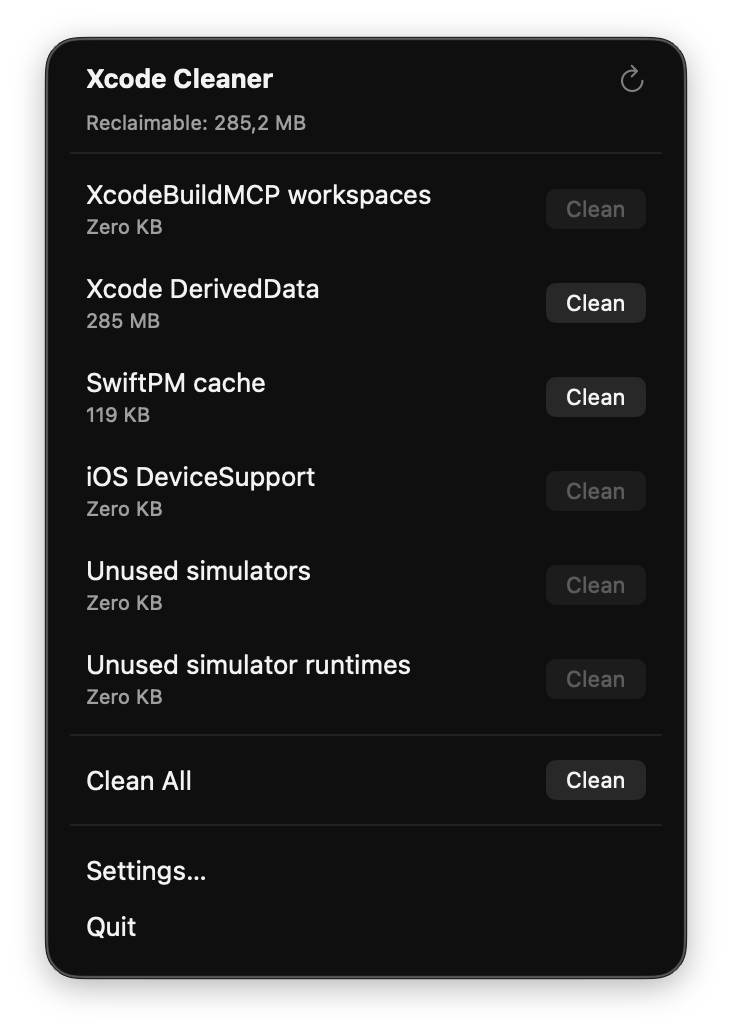 Xcode Cleaner
Reclaimable: 285,2 MB
XcodeBuildMCP workspaces
Zero KB
Clean
Xcode DerivedData
285 MB
Clean
SwiftPM cache
119 KB
Clean
iOS DeviceSupport
Zero KB
Clean
Unused simulators
Zero KB
Clean
Unused simulator runtimes
Zero KB
Clean
Clean All
Clean
Settings...
Quit